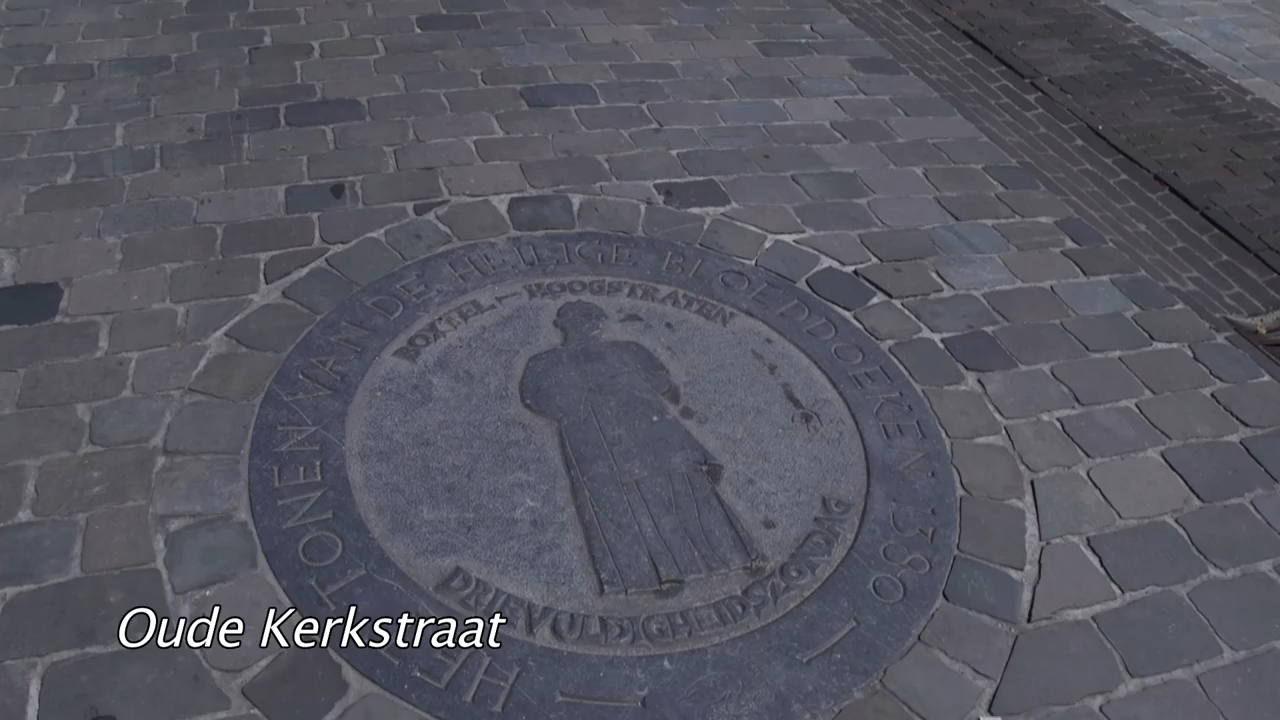 HET TONEN VAN DE HEILIGE BLOEDDOEKEN 1380
BOXTEL – HOOGSTRATEN
DRIEVULDIGHEIDSZONDAG
Oude Kerkstraat